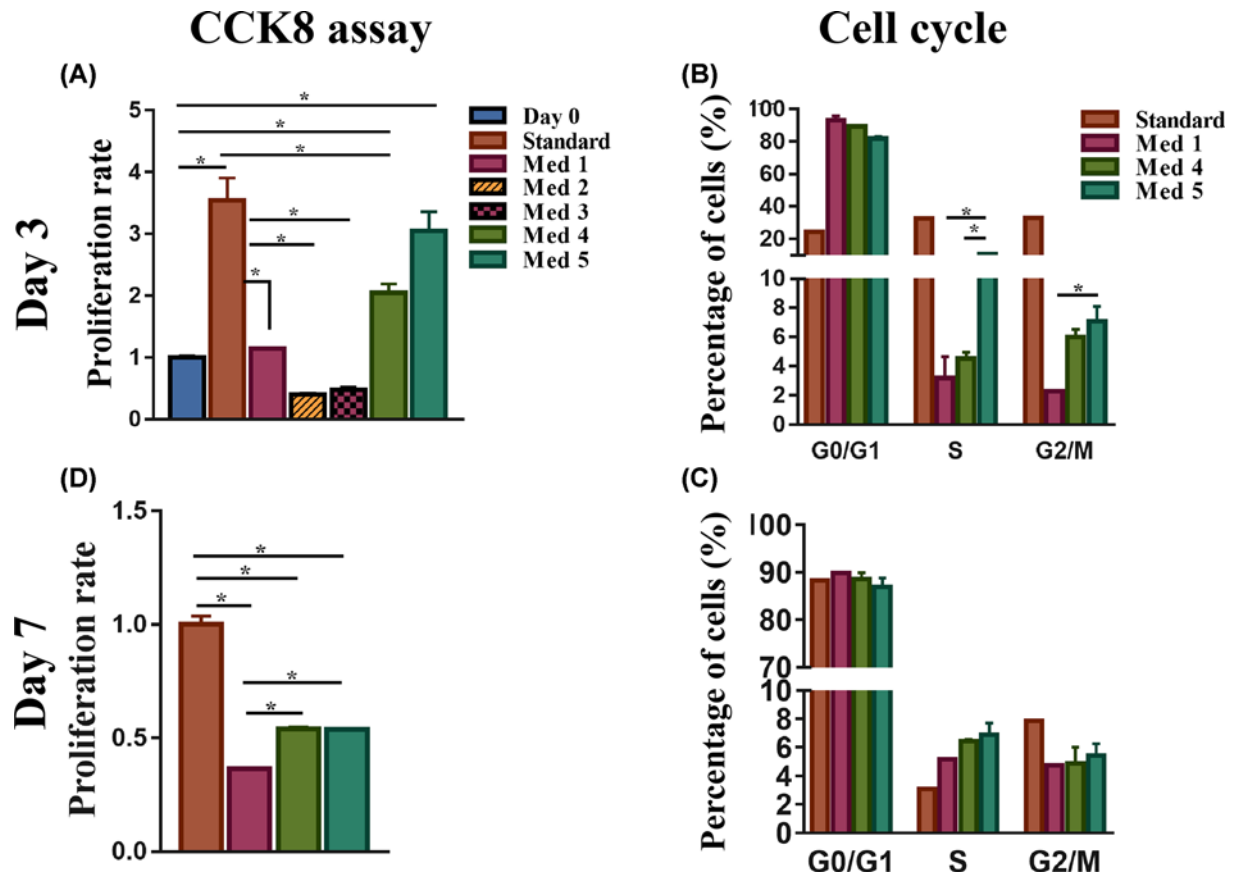 CCK8 assay
Cell cycle
Day 3
(A)
Proliferation rate
5
4
3
2
1
0
*
*
*
*
*
*
*
Day 0
Standard
Med 1
Med 2
Med 3
Med 4
Med 5
(B)
Percentage of cells (%)
100
80
60
40
20
10
8
6
4
2
0
*
*
*
G0/G1 S G2/M
Standard
Med 1
Med 4
Med 5
Day 7
(D)
Proliferation rate
1.5
1.0
0.5
0.0
*
*
*
*
*
(C)
Percentage of cells (%)
100
90
80
70
10
8
6
4
2
0
G0/G1 S G2/M